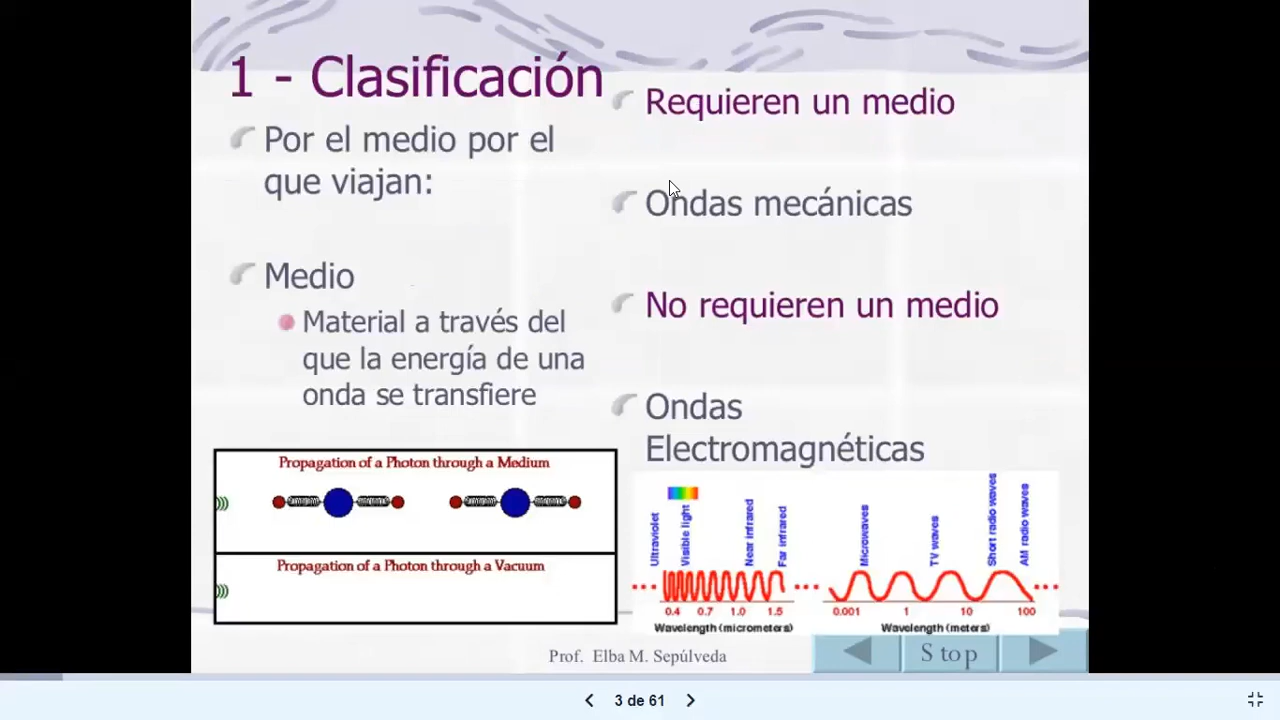 1 - Clasificación
Por el medio por el
que viajan:
Medio
Material a través del
que la energía de una
onda se transfiere
Requieren un medio
Ondas mecánicas
No requieren un medio
Ondas
Electromagnéticas
Propagation of a Photon through a Medium
Propagation of a Photon through a Vacuum
Ultraviolet
Visible light
Near infrared
Far infrared
Microwaves
TV waves
Short radio waves
AM radio waves
0.4 0.7 1.0 1.5
0.001 1 10 100
Wavelength (micrometers)
Wavelength (meters)
Prof. Elba M. Sepúlveda
Stop
3 de 61